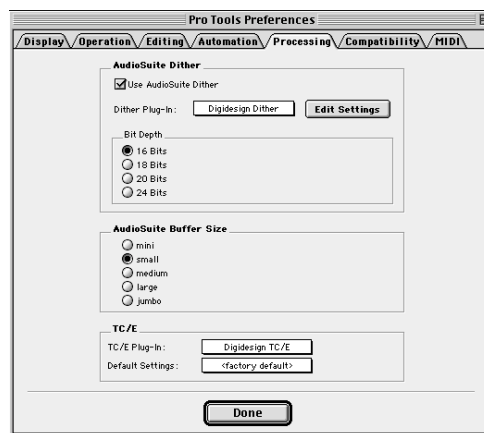 Pro Tools Preferences
Display Operation Editing Automation Processing Compatibility MIDI
AudioSuite Dither
Use AudioSuite Dither
Dither Plug-In: Digidesign Dither Edit Settings
Bit Depth
16 Bits
18 Bits
20 Bits
24 Bits
AudioSuite Buffer Size
mini
small
medium
large
jumbo
TC/E
TC/E Plug-In: Digidesign TC/E
Default Settings: <factory default>
Done